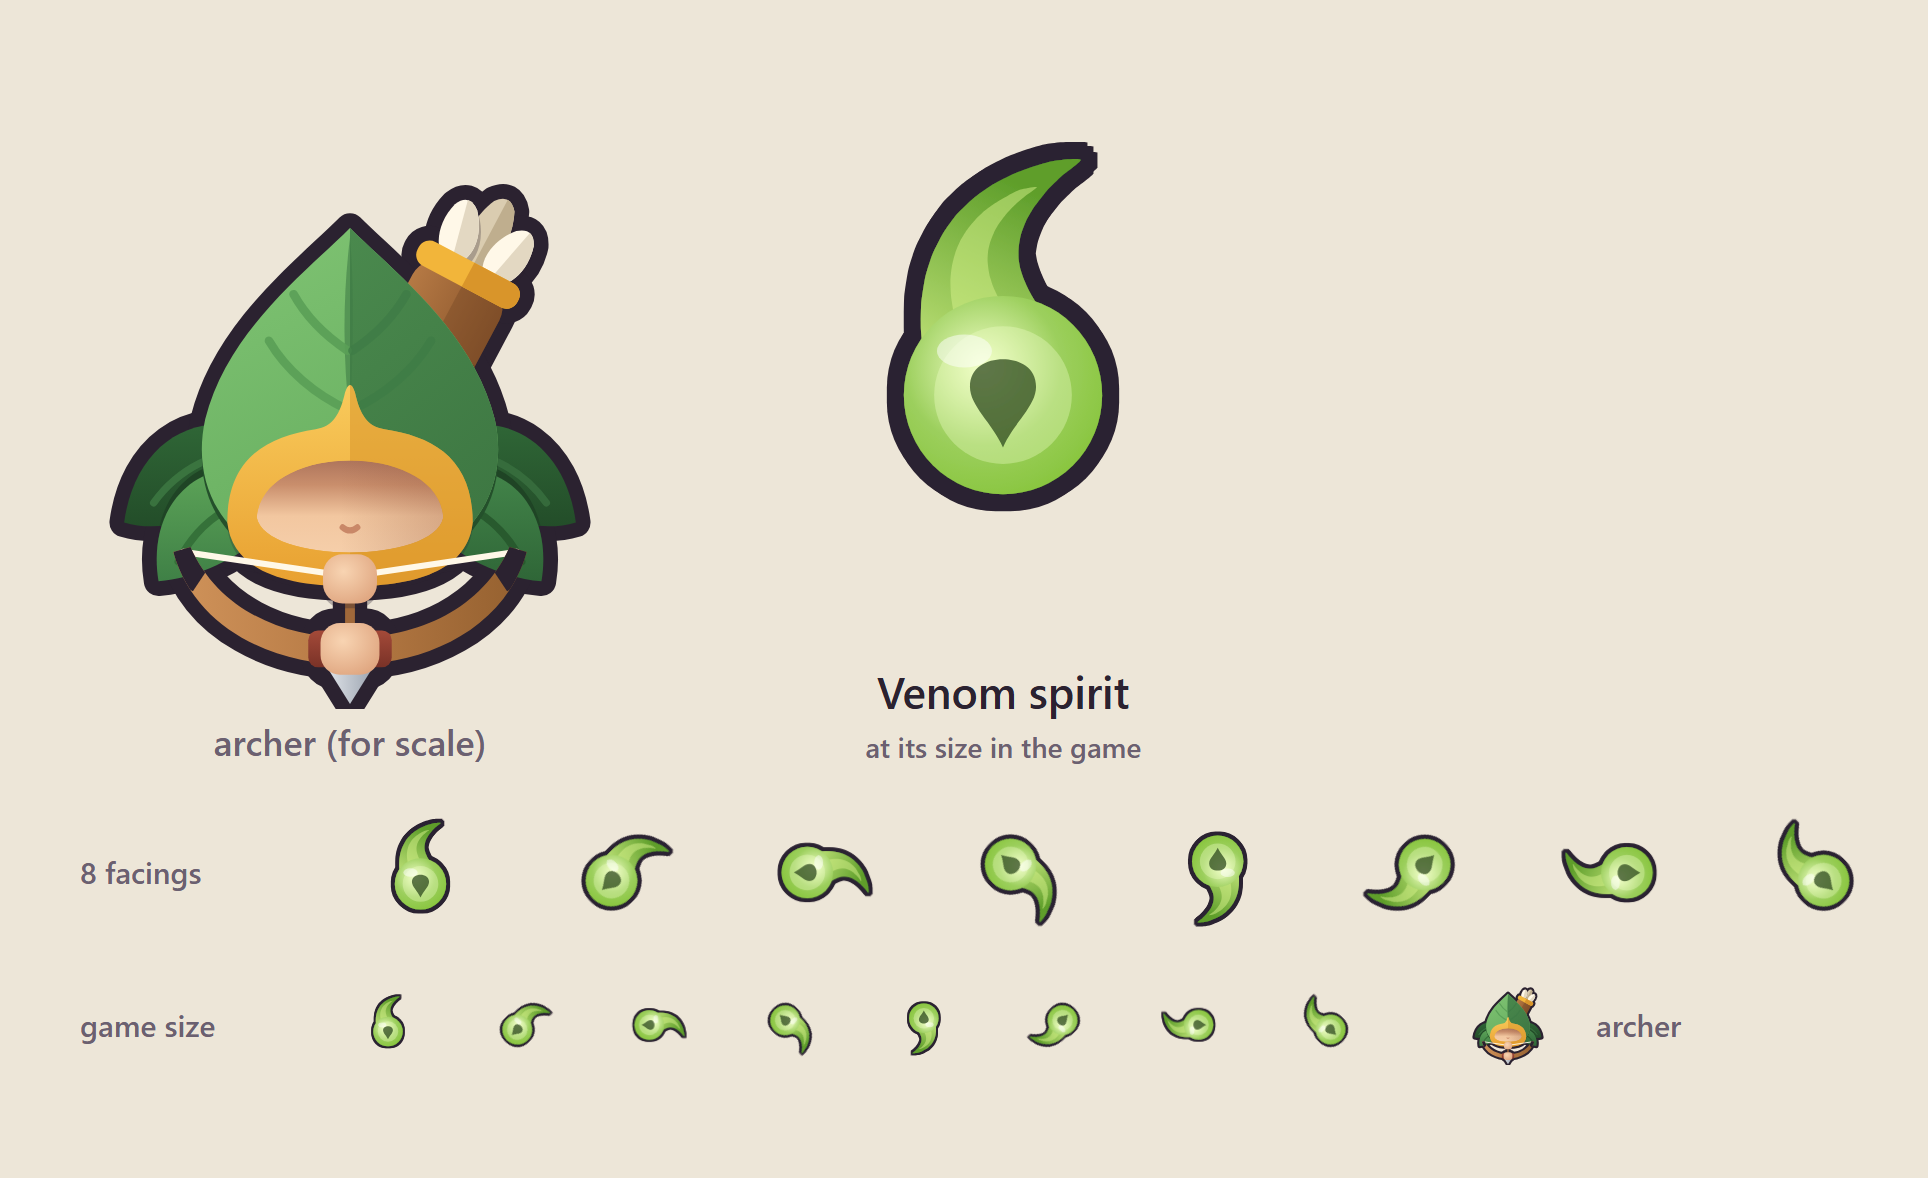 archer (for scale)
Venom spirit
at its size in the game
8 facings
game size
archer